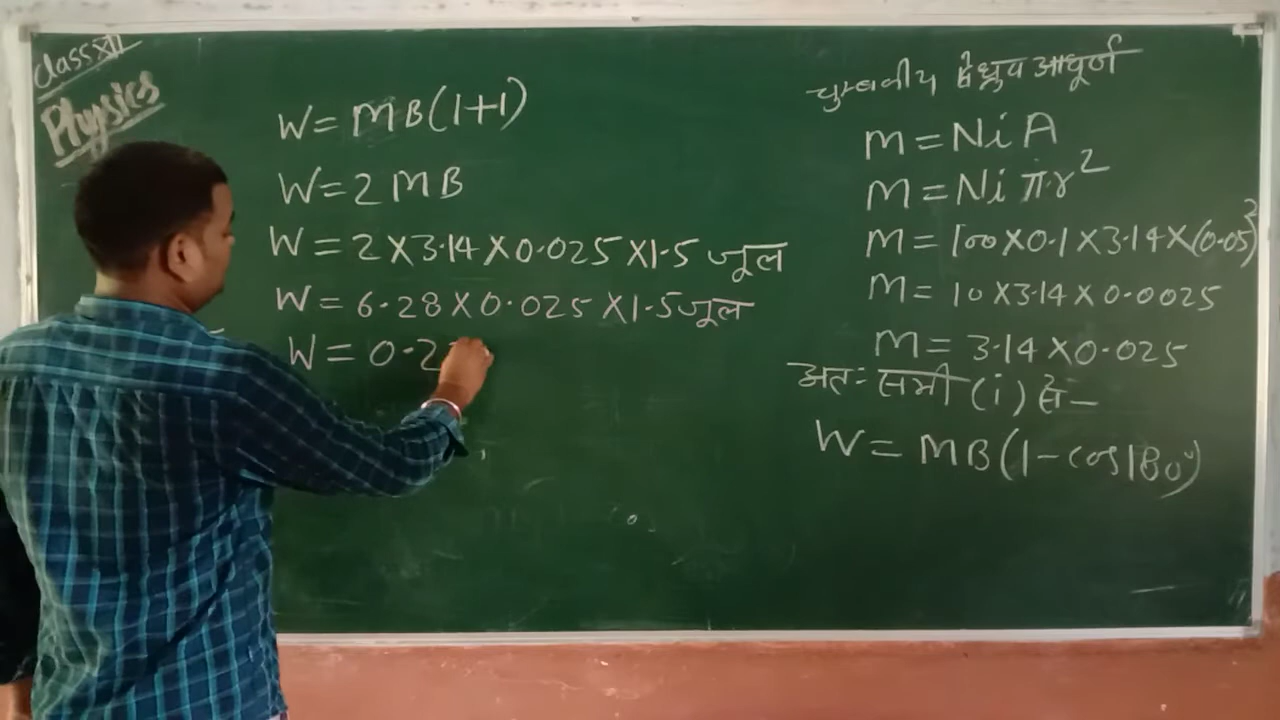 Class XII
Physics
W = MB(1+1)
W = 2 MB
W = 2 X 3.14 X 0.025 X 1.5 जूल
W = 6.28 X 0.025 X 1.5 जूल
W = 0.2
चुम्बकीय द्विध्रुव आघूर्ण
M = NiA
M = Ni π.r²
M = 100 X 0.1 X 3.14 X (0.05)²
M = 10 X 3.14 X 0.0025
M = 3.14 X 0.025
अतः समी (i) से-
W = MB(1 - cos180°)